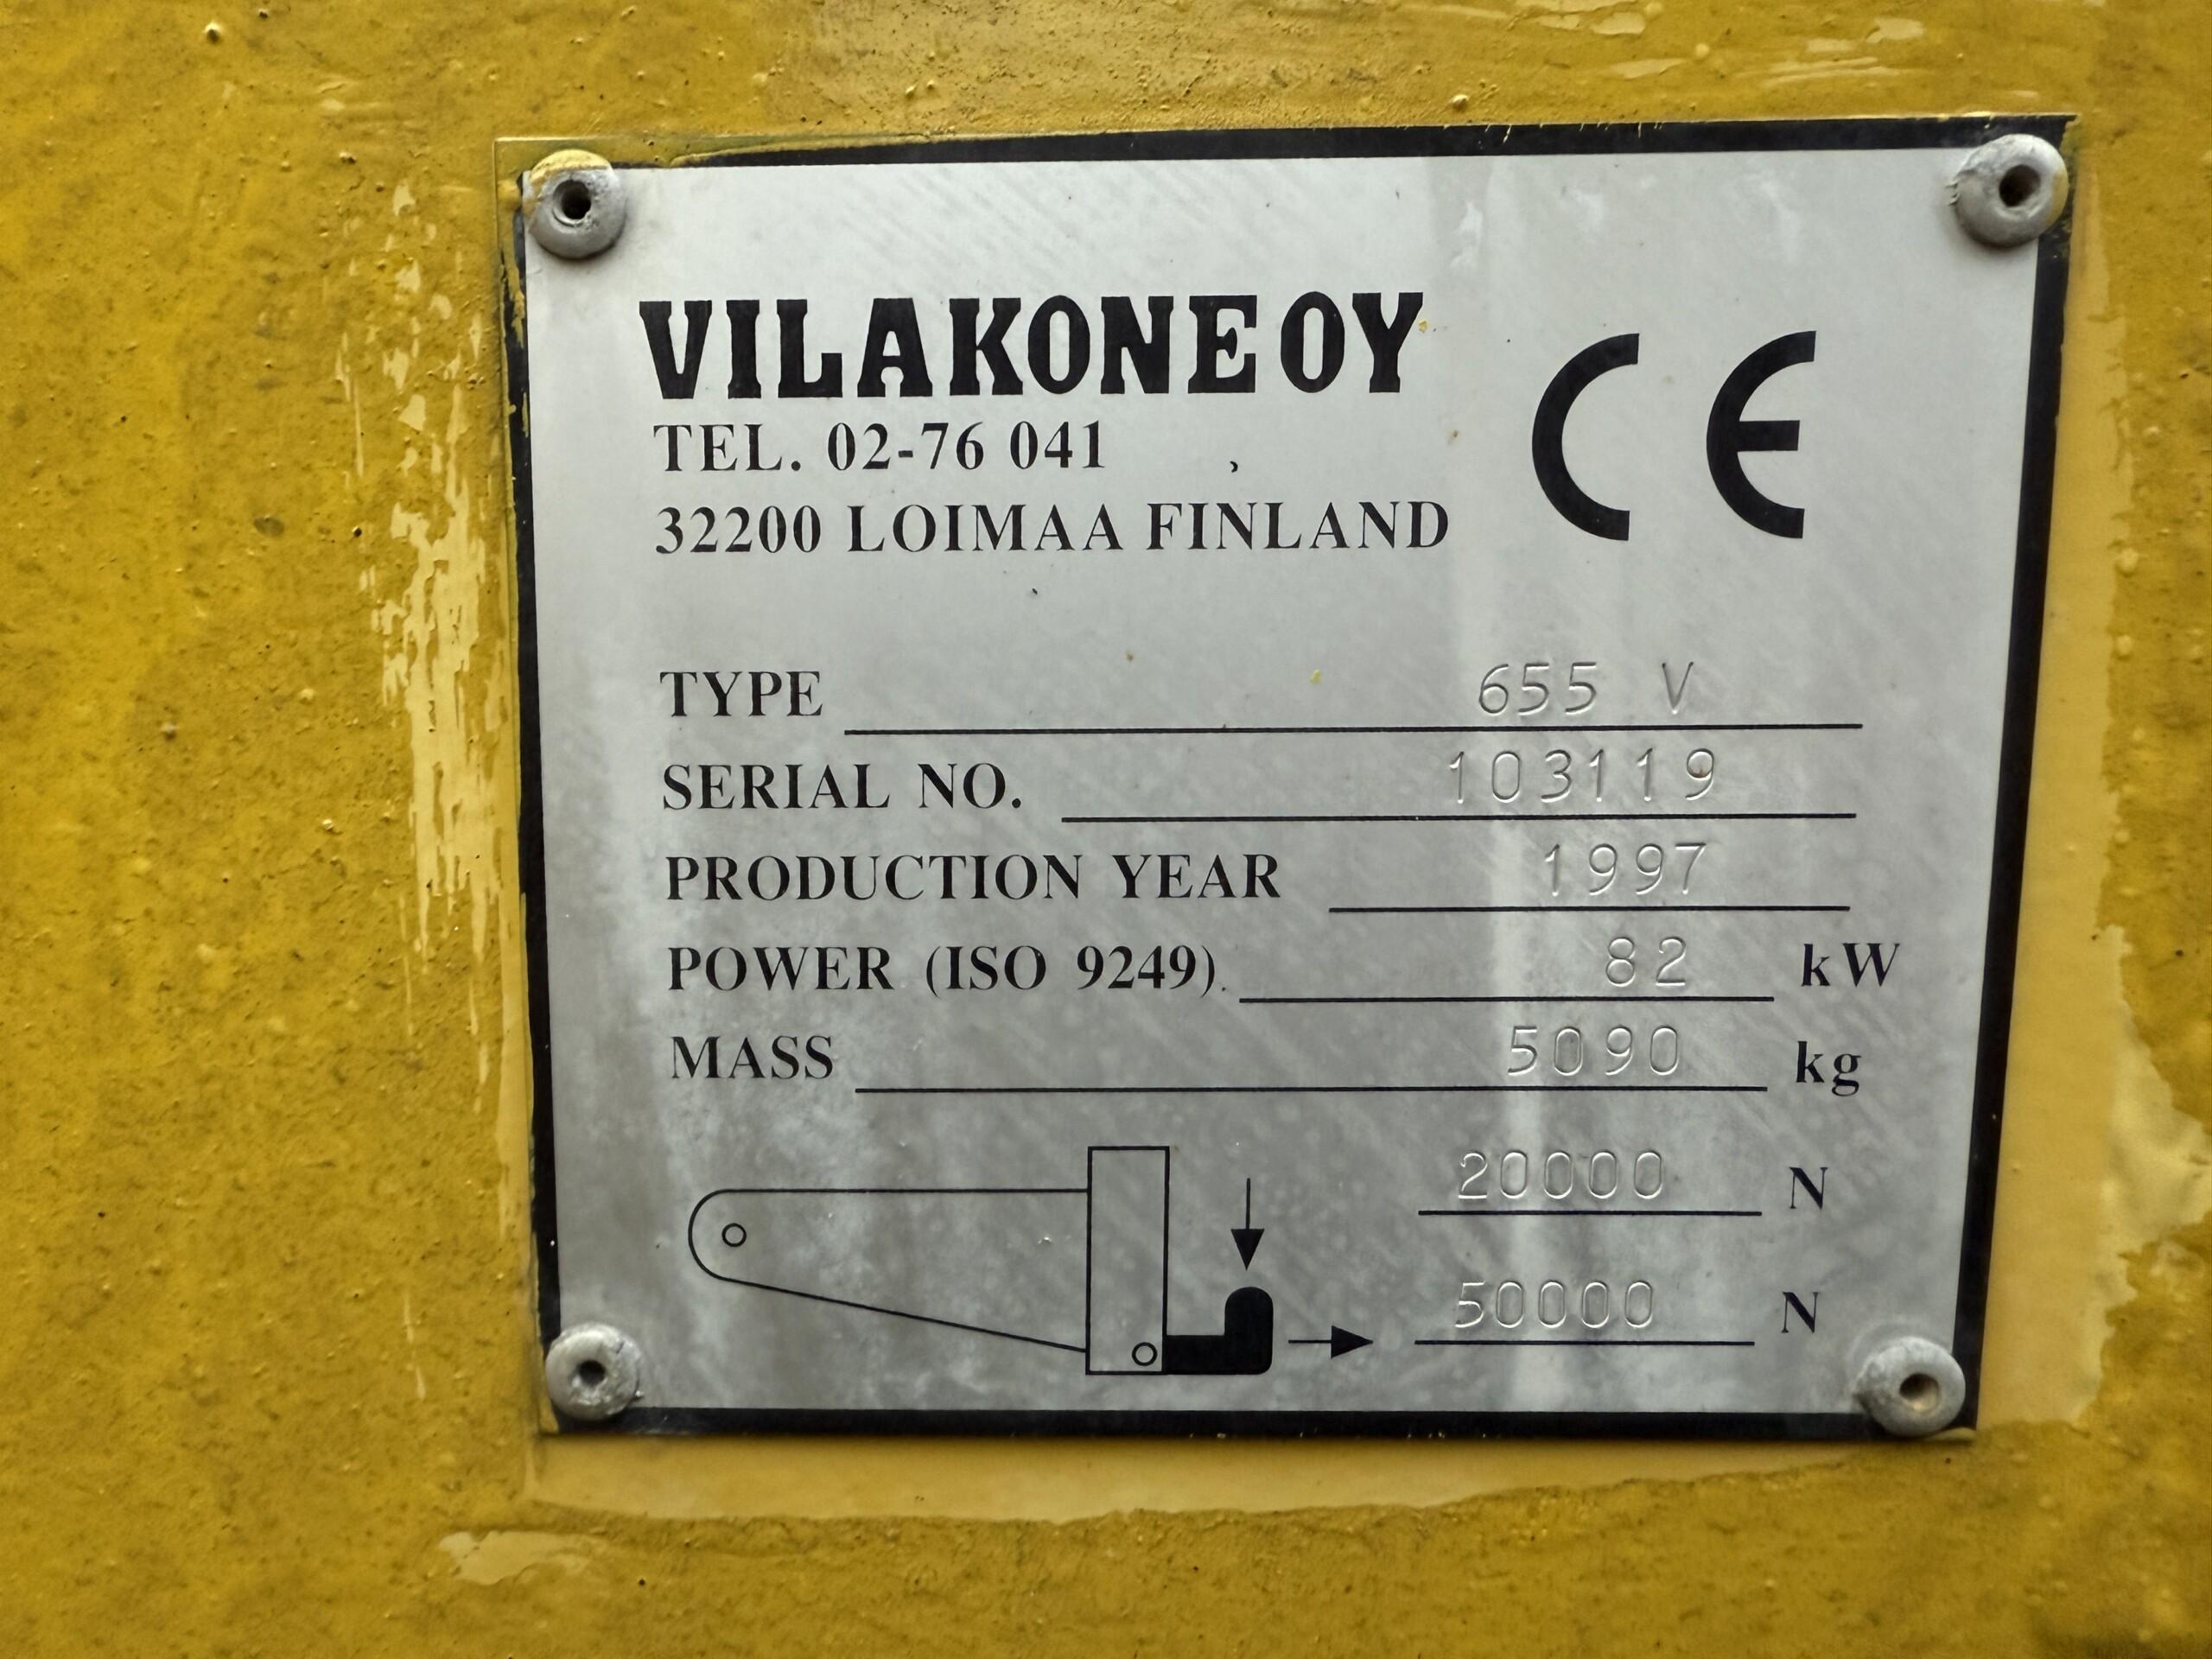 VILAKONE OY
TEL. 02-76 041
32200 LOIMAA FINLAND
CE
TYPE 655 V
SERIAL NO. 103119
PRODUCTION YEAR 1997
POWER (ISO 9249). 82 kW
MASS 5090 kg
20000 N
50000 N